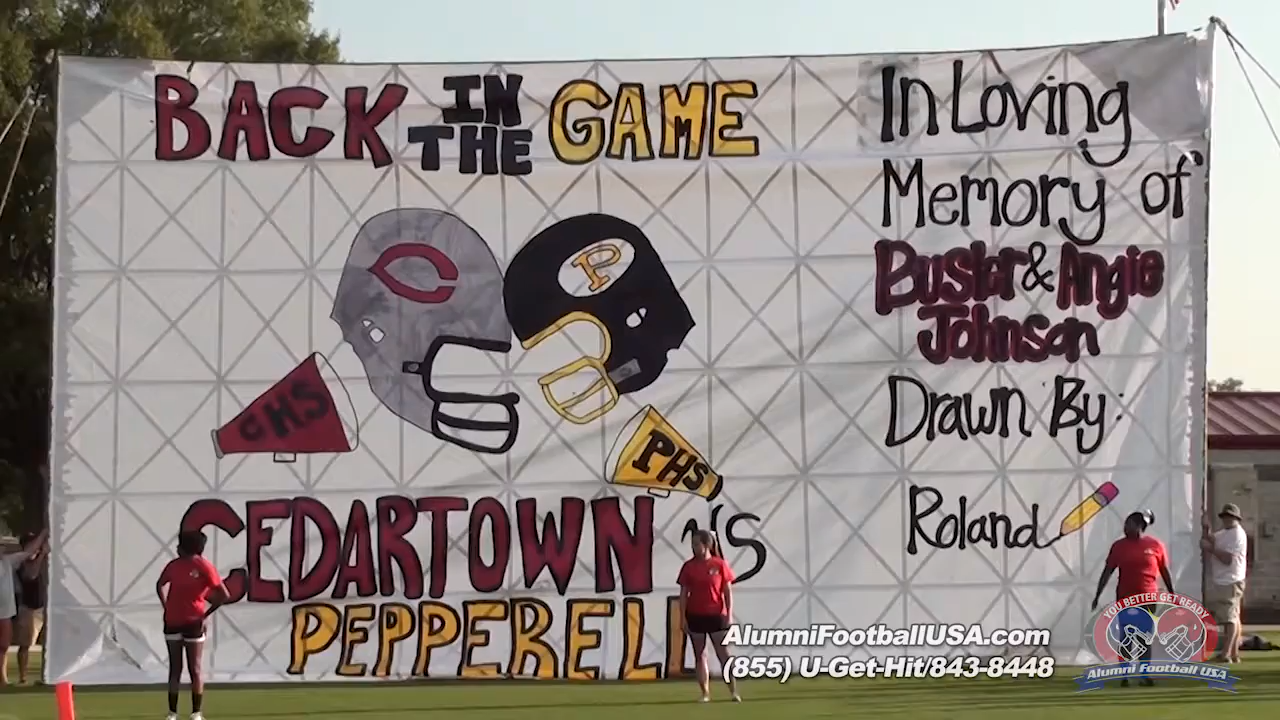 BACK IN THE GAME
C
P
CHS
PHS
CEDARTOWN VS
PEPPERELL
In Loving
Memory of
Buster & Angie
Johnson
Drawn By:
Roland
AlumniFootballUSA.com
(855) U-Get-Hit/843-8448
YOU BETTER GET READY
Alumni Football USA